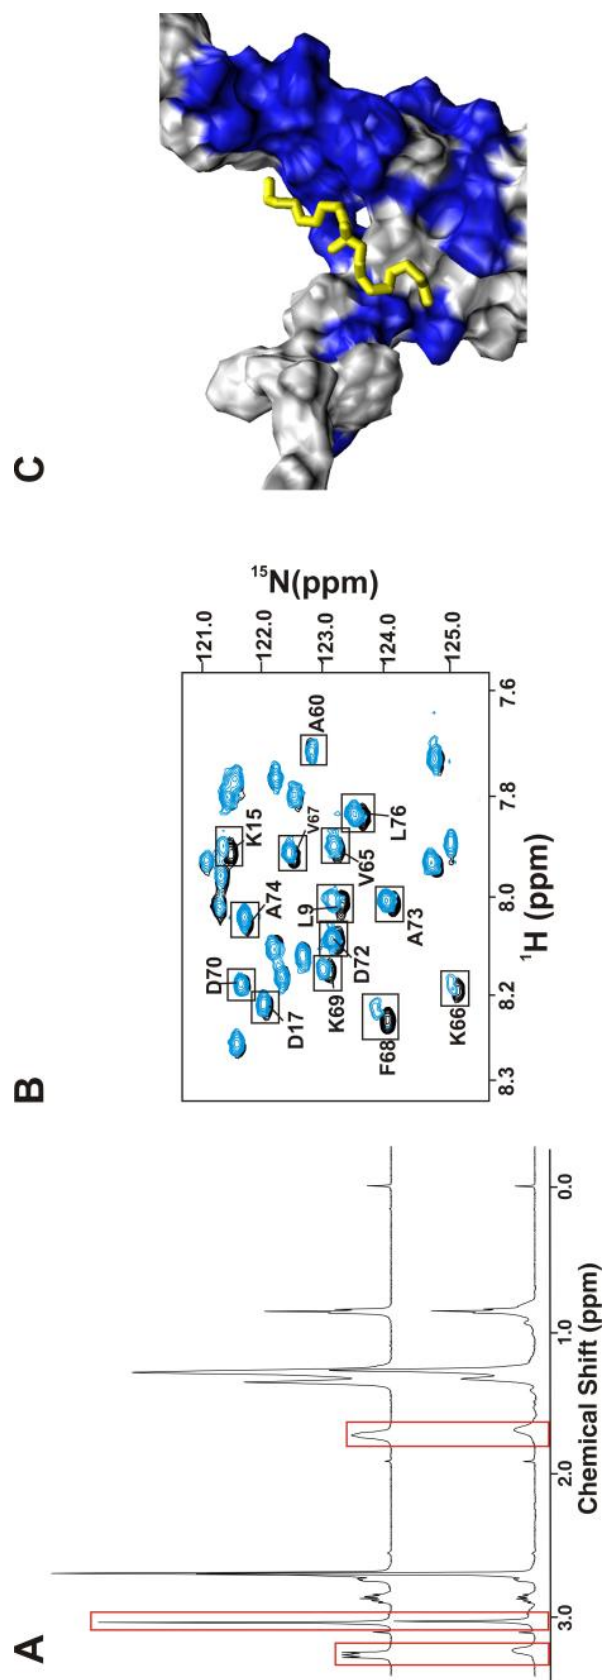 A
3.0
2.0
1.0
0.0
Chemical Shift (ppm)
B
D70
A74
K15
D17
V67
A60
K69
L9
D72
V65
L76
F68
A73
K66
8.3
8.2
8.0
7.8
7.6
¹H (ppm)
121.0
122.0
123.0
124.0
125.0
¹⁵N(ppm)
C